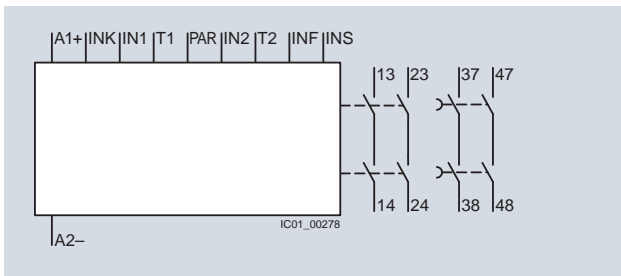 A1+ INK IN1 T1 PAR IN2 T2 INF INS
13 23 37 47
14 24 38 48
IC01_00278
A2–